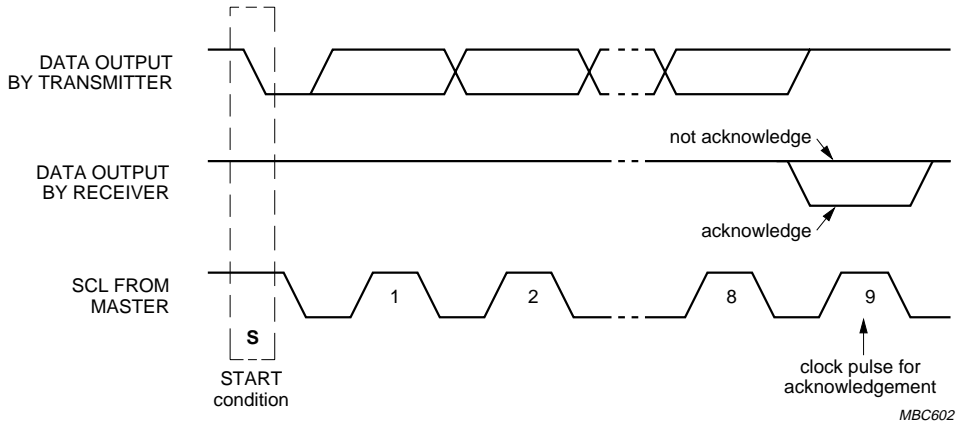 DATA OUTPUT
BY TRANSMITTER
not acknowledge
DATA OUTPUT
BY RECEIVER
acknowledge
SCL FROM
MASTER
1
2
8
9
S
START
condition
clock pulse for
acknowledgement
MBC602